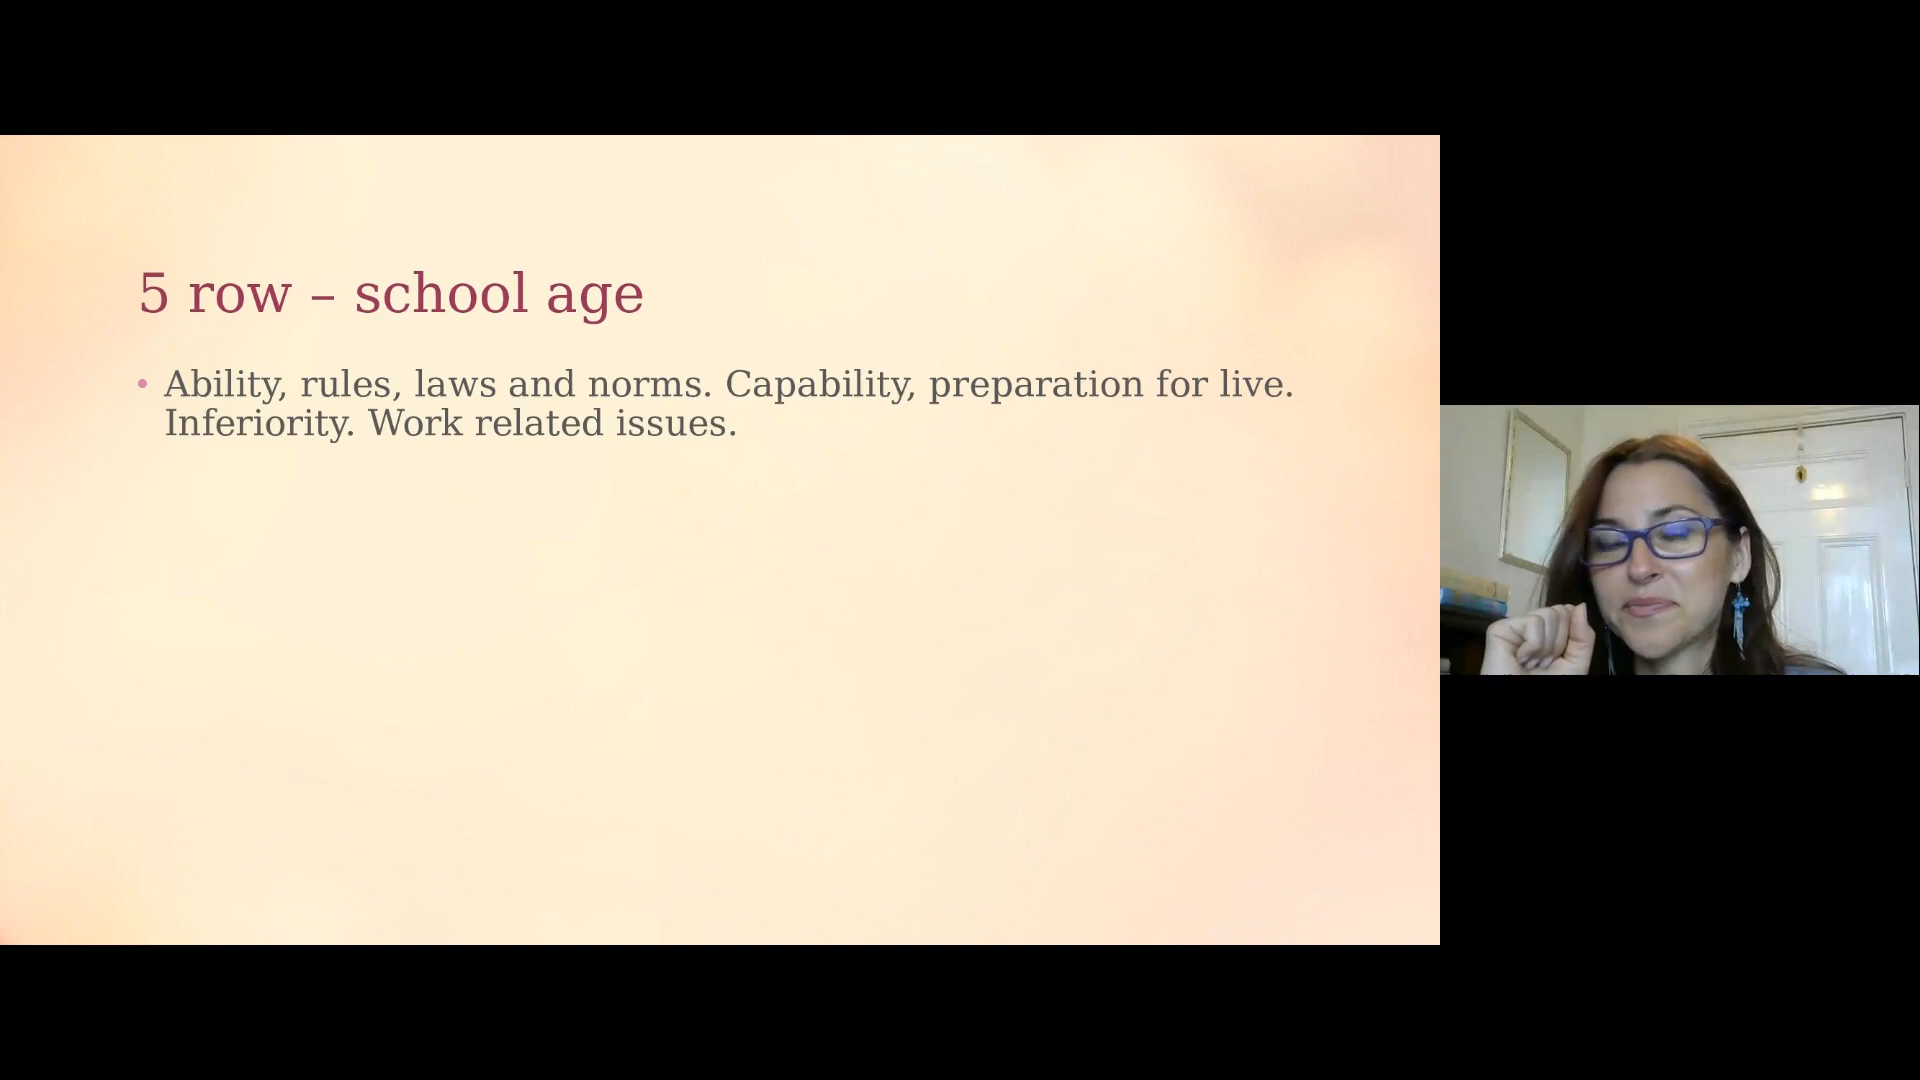 5 row – school age
• Ability, rules, laws and norms. Capability, preparation for live.
Inferiority. Work related issues.